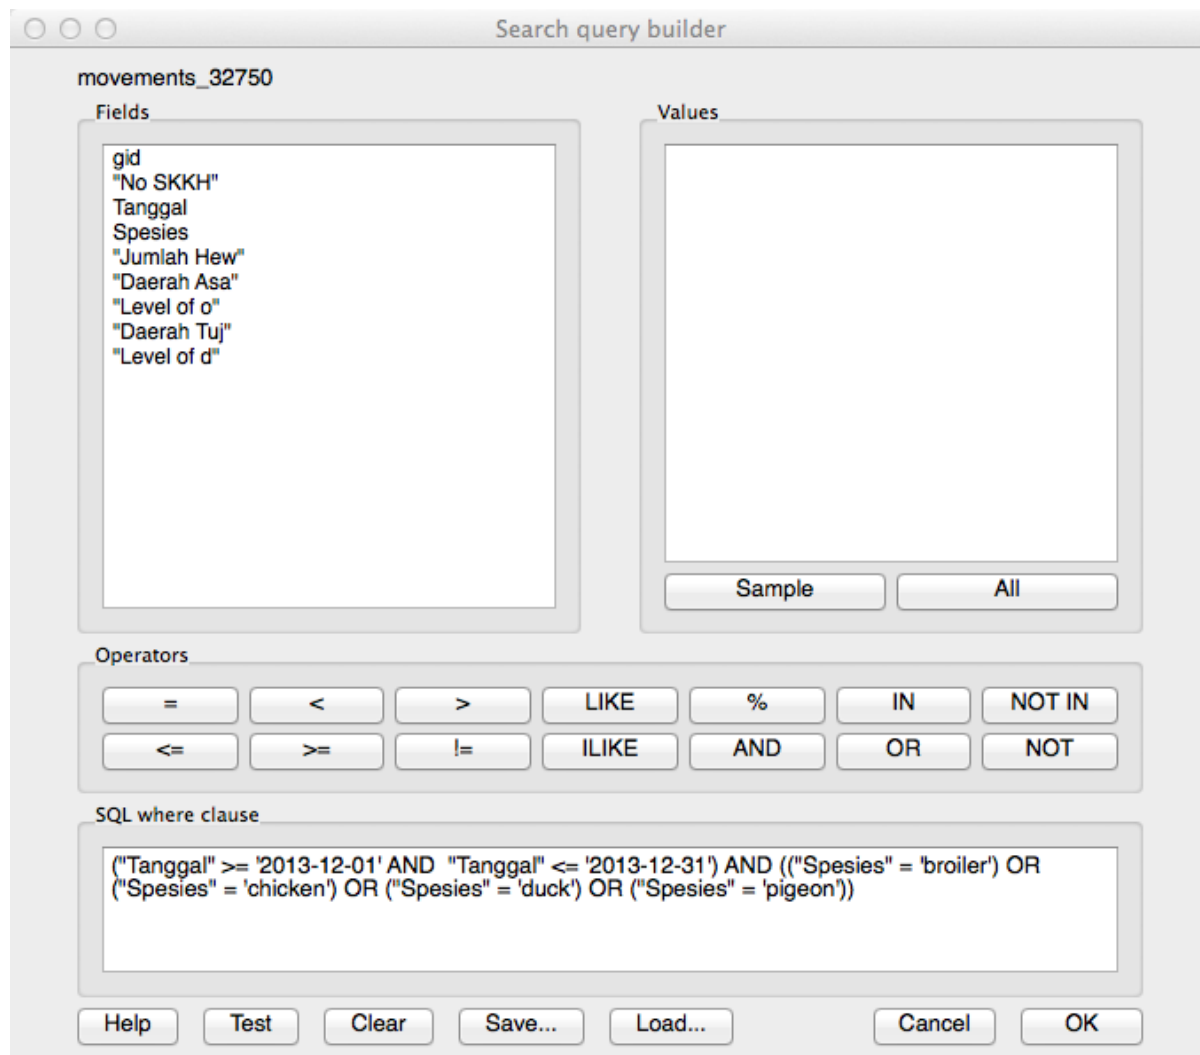 Search query builder
movements_32750
Fields
gid
"No SKKH"
Tanggal
Spesies
"Jumlah Hew"
"Daerah Asa"
"Level of o"
"Daerah Tuj"
"Level of d"
Values
Sample All
Operators
= < > LIKE % IN NOT IN
<= >= != ILIKE AND OR NOT
SQL where clause
("Tanggal" >= '2013-12-01' AND  "Tanggal" <= '2013-12-31') AND (("Spesies" = 'broiler') OR
("Spesies" = 'chicken') OR ("Spesies" = 'duck') OR ("Spesies" = 'pigeon'))
Help Test Clear Save... Load... Cancel OK